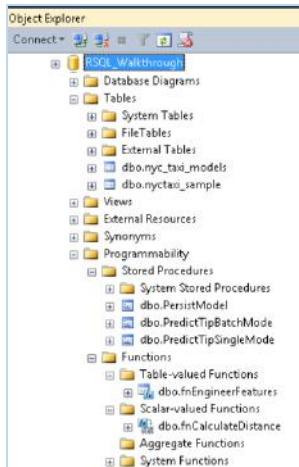 Object Explorer
Connect
RSQL_Walkthrough
Database Diagrams
Tables
System Tables
FileTables
External Tables
dbo.nyc_taxi_models
dbo.nyctaxi_sample
Views
External Resources
Synonyms
Programmability
Stored Procedures
System Stored Procedures
dbo.PersistModel
dbo.PredictTipBatchMode
dbo.PredictTipSingleMode
Functions
Table-valued Functions
dbo.fnEngineerFeatures
Scalar-valued Functions
dbo.fnCalculateDistance
Aggregate Functions
System Functions